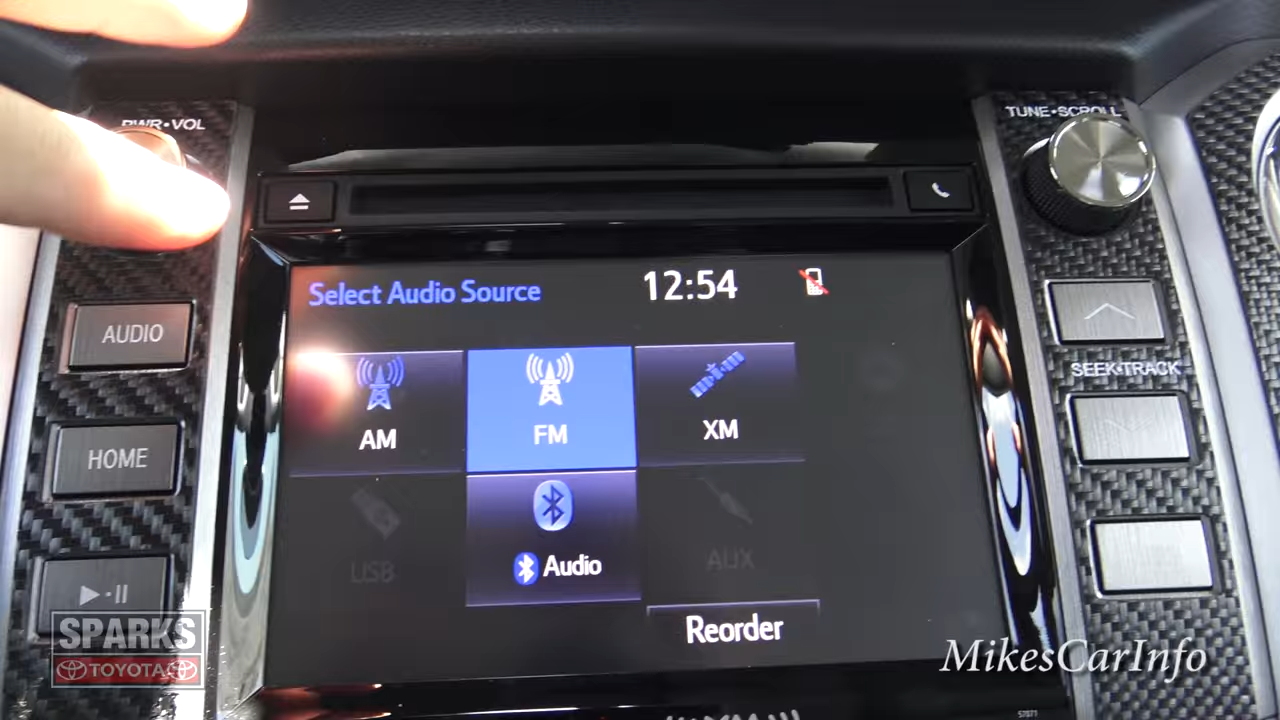 PWR•VOL
TUNE•SCROLL
Select Audio Source
12:54
AUDIO
AM
FM
XM
SEEK•TRACK
HOME
USB
Audio
AUX
Reorder
SPARKS
TOYOTA
MikesCarInfo
57071